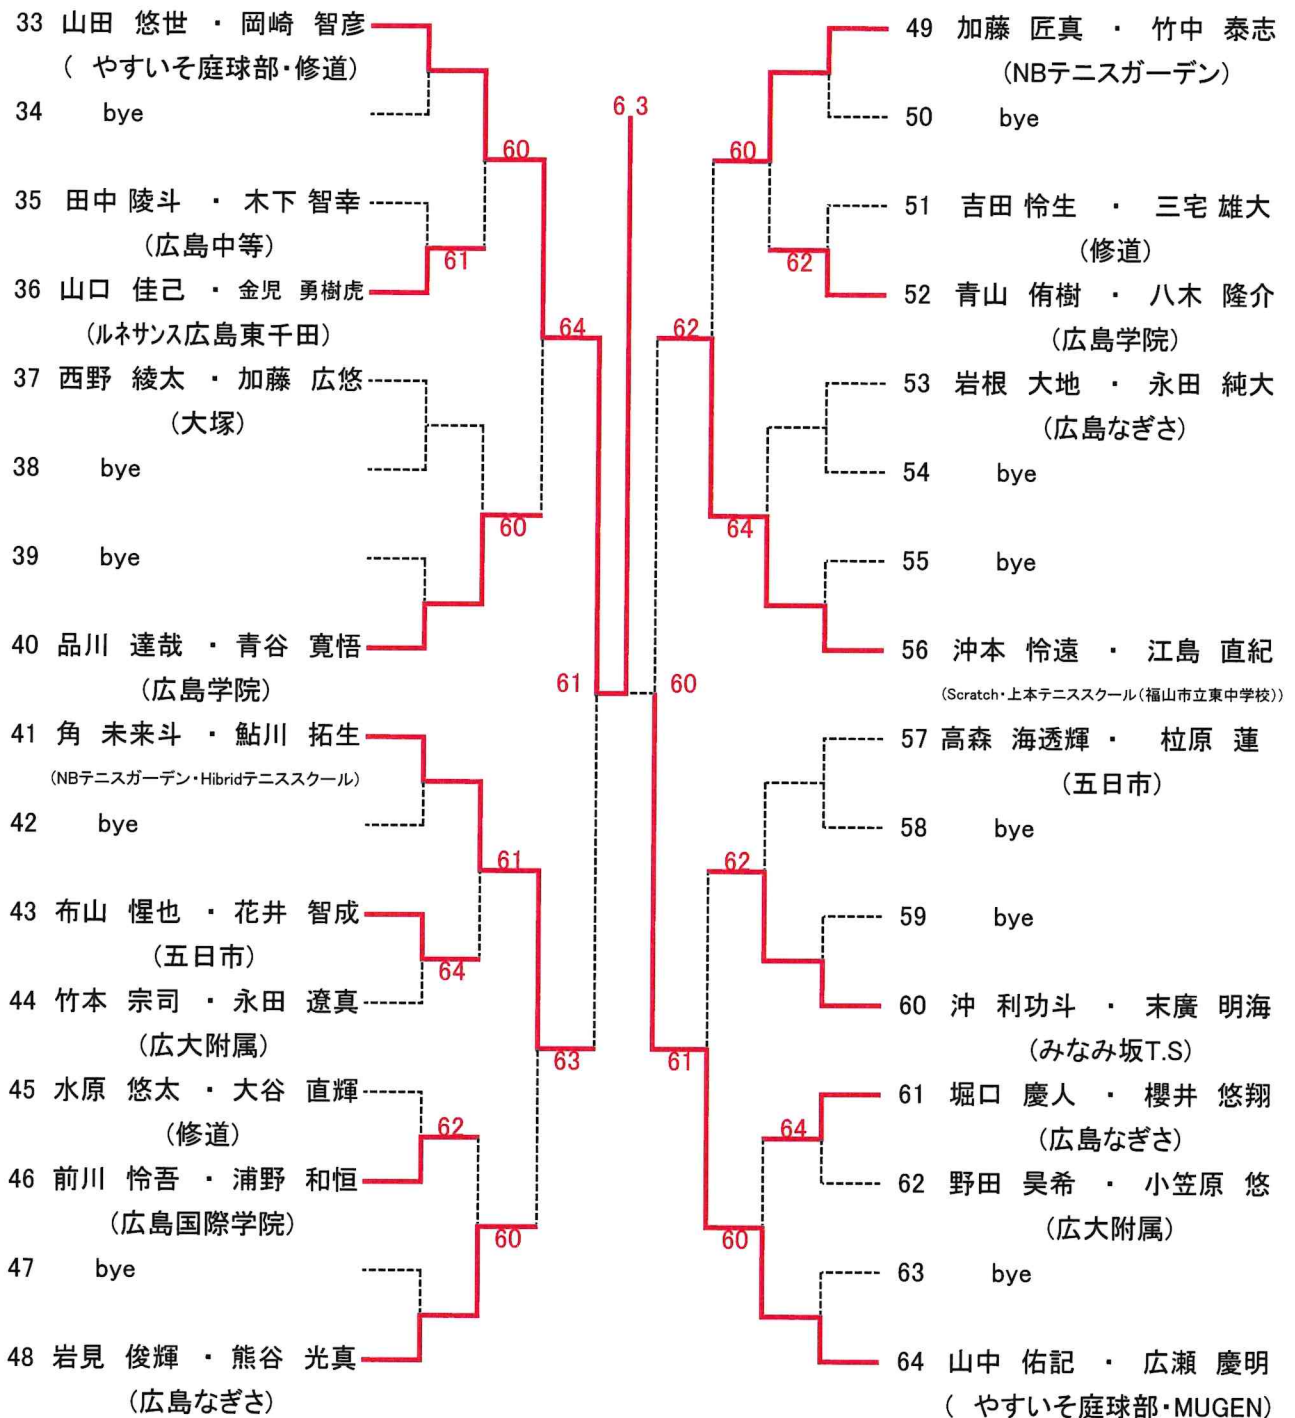 33 山田 悠世 ・ 岡崎 智彦
( やすいそ庭球部・修道)
34 bye
35 田中 陵斗 ・ 木下 智幸
(広島中等)
36 山口 佳己 ・ 金児 勇樹虎
(ルネサンス広島東千田)
37 西野 綾太 ・ 加藤 広悠
(大塚)
38 bye
39 bye
40 品川 達哉 ・ 青谷 寛悟
(広島学院)
41 角 未来斗 ・ 鮎川 拓生
(NBテニスガーデン・Hibridテニススクール)
42 bye
43 布山 惺也 ・ 花井 智成
(五日市)
44 竹本 宗司 ・ 永田 遼真
(広大附属)
45 水原 悠太 ・ 大谷 直輝
(修道)
46 前川 怜吾 ・ 浦野 和恒
(広島国際学院)
47 bye
48 岩見 俊輝 ・ 熊谷 光真
(広島なぎさ)
60
61
64
60
61
61
64
63
62
60
6 3
60
62
62
64
60
62
61
64
60
49 加藤 匠真 ・ 竹中 泰志
(NBテニスガーデン)
50 bye
51 吉田 怜生 ・ 三宅 雄大
(修道)
52 青山 侑樹 ・ 八木 隆介
(広島学院)
53 岩根 大地 ・ 永田 純大
(広島なぎさ)
54 bye
55 bye
56 沖本 怜遠 ・ 江島 直紀
(Scratch・上本テニススクール(福山市立東中学校))
57 高森 海透輝 ・ 柆原 蓮
(五日市)
58 bye
59 bye
60 沖 利功斗 ・ 末廣 明海
(みなみ坂T.S)
61 堀口 慶人 ・ 櫻井 悠翔
(広島なぎさ)
62 野田 昊希 ・ 小笠原 悠
(広大附属)
63 bye
64 山中 佑記 ・ 広瀬 慶明
( やすいそ庭球部・MUGEN)